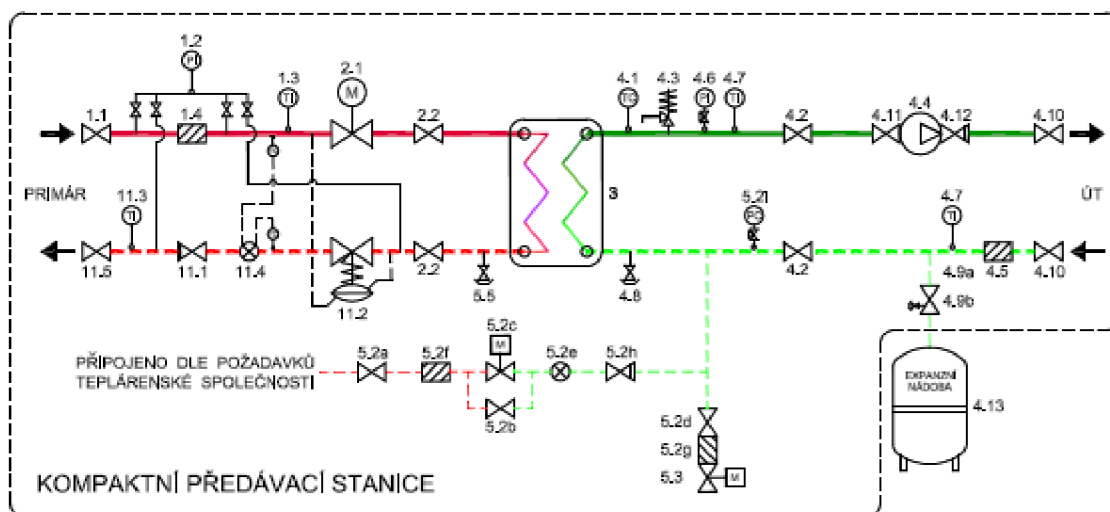 1.2
PI
1.3
TI
2.1
M
1.1
1.4
2.2
4.1
TC
4.3
4.6
PI
4.7
TI
4.2
4.11
4.4
4.12
4.10
PRIMÁR
11.3
TI
3
5.2i
PC
4.7
TI
ÚT
11.5
11.1
11.4
11.2
2.2
5.5
4.8
4.2
4.9a
4.5
4.10
4.9b
PŘIPOJENO DLE POŽADAVKŮ
TEPLÁRENSKÉ SPOLEČNOSTI
5.2a
5.2f
5.2c
M
5.2e
5.2h
5.2b
EXPANZNÍ
NÁDOBA
4.13
5.2d
5.2g
5.3
M
KOMPAKTNÍ PŘEDÁVACÍ STANICE